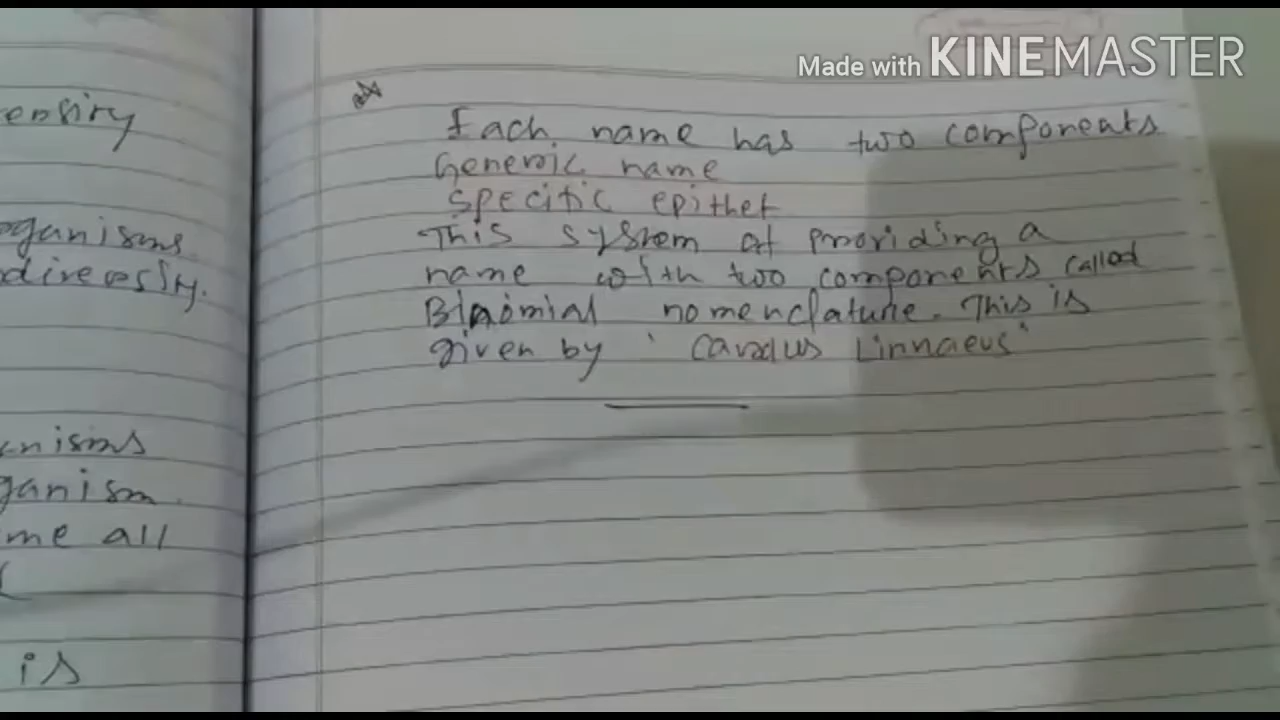 Made with KINEMASTER
Each name has two components
Generic name
specific epithet
This system of providing a
name with two components called
Binomial nomenclature. This is
given by ' Carolus Linnaeus '
ersity
oganisms
diversity.
nisms
ganism
me all
is